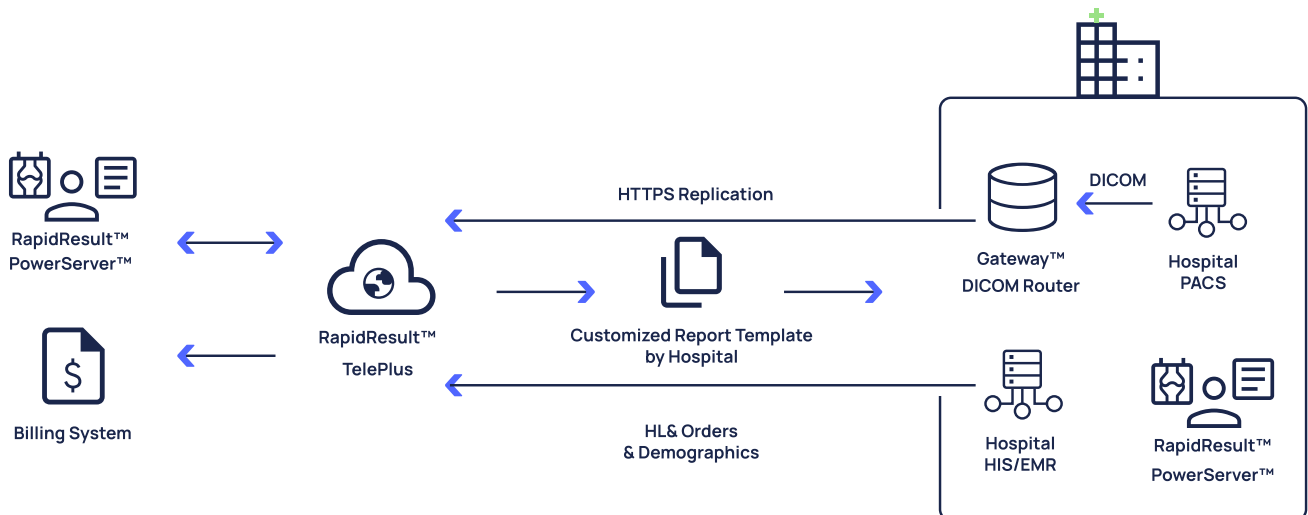 DICOM
HTTPS Replication
RapidResult™
PowerServer™
Gateway™
DICOM Router
Hospital
PACS
RapidResult™
TelePlus
Customized Report Template
by Hospital
$
Billing System
HL& Orders
& Demographics
Hospital
HIS/EMR
RapidResult™
PowerServer™